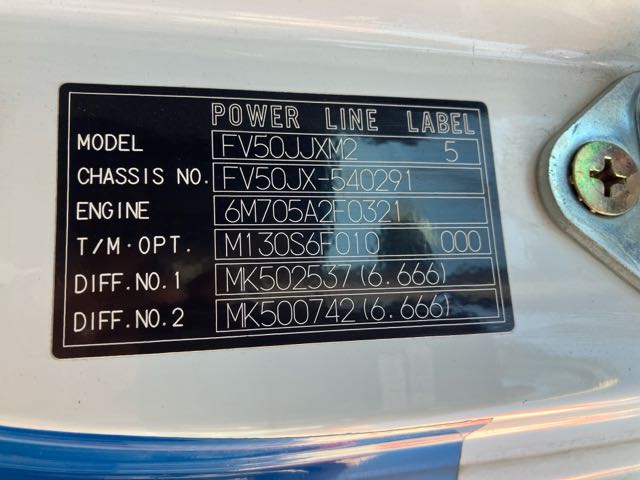 POWER LINE LABEL
MODEL FV50JJXM2 5
CHASSIS NO. FV50JX-540291
ENGINE 6M705A2F0321
T/M·OPT. M130S6F010 000
DIFF.NO.1 MK502537(6.666)
DIFF.NO.2 MK500742(6.666)